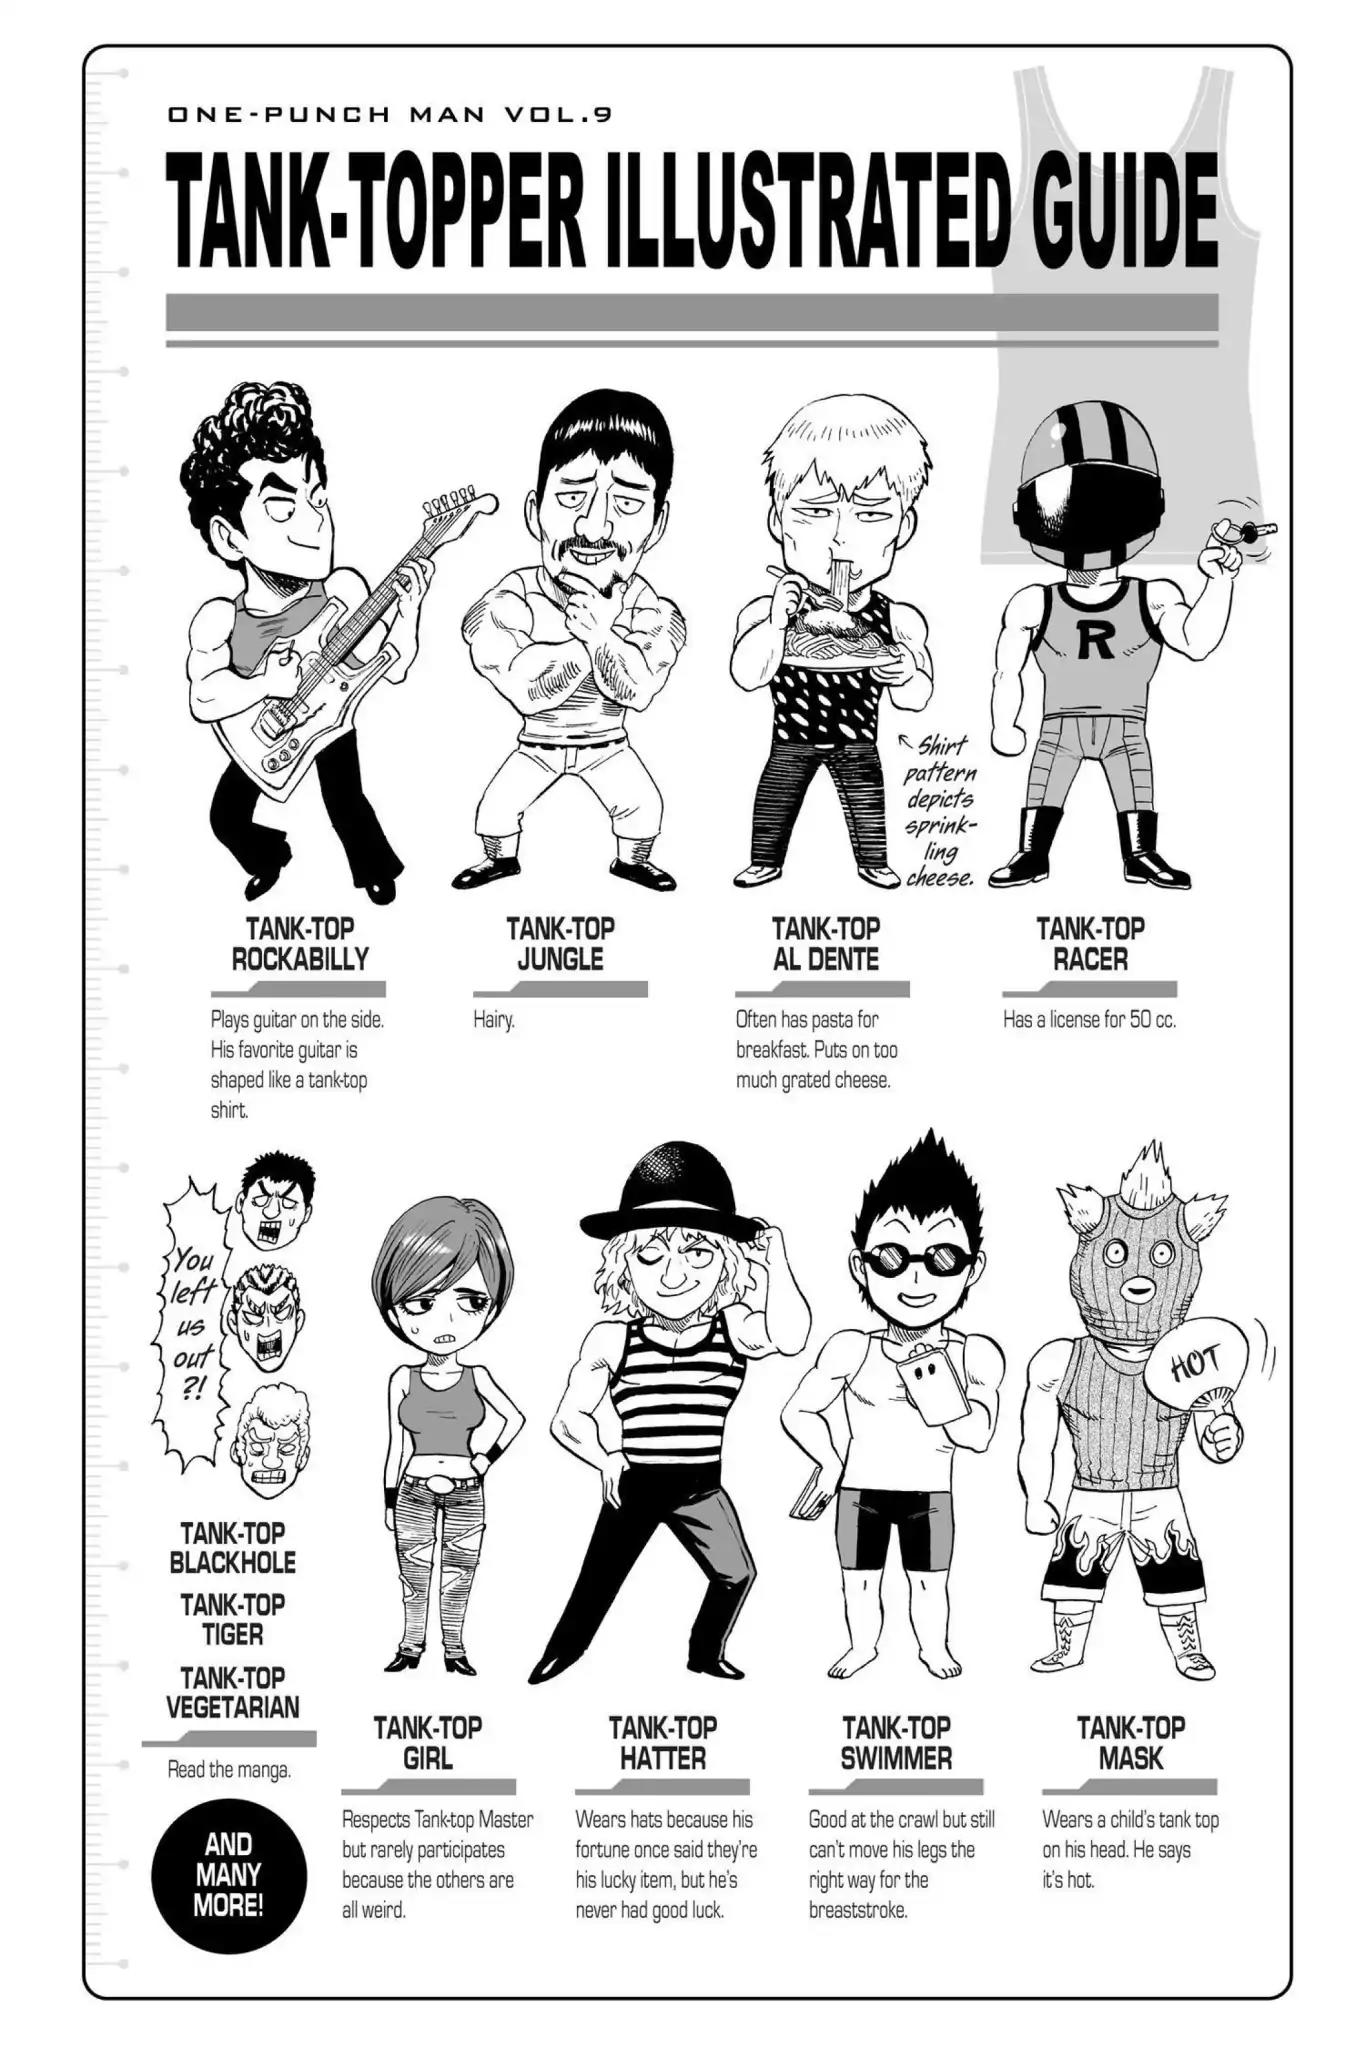 ONE-PUNCH MAN VOL.9
TANK-TOPPER ILLUSTRATED GUIDE
R
Shirt
pattern
depicts
sprink-
ling
cheese.
TANK-TOP
ROCKABILLY
Plays guitar on the side.
His favorite guitar is
shaped like a tank-top
shirt.
TANK-TOP
JUNGLE
Hairy.
TANK-TOP
AL DENTE
Often has pasta for
breakfast. Puts on too
much grated cheese.
TANK-TOP
RACER
Has a license for 50 cc.
You
left
us
out
?!
HOT
TANK-TOP
BLACKHOLE
TANK-TOP
TIGER
TANK-TOP
VEGETARIAN
Read the manga.
AND
MANY
MORE!
TANK-TOP
GIRL
Respects Tank-top Master
but rarely participates
because the others are
all weird.
TANK-TOP
HATTER
Wears hats because his
fortune once said they're
his lucky item, but he's
never had good luck.
TANK-TOP
SWIMMER
Good at the crawl but still
can't move his legs the
right way for the
breaststroke.
TANK-TOP
MASK
Wears a child's tank top
on his head. He says
it's hot.